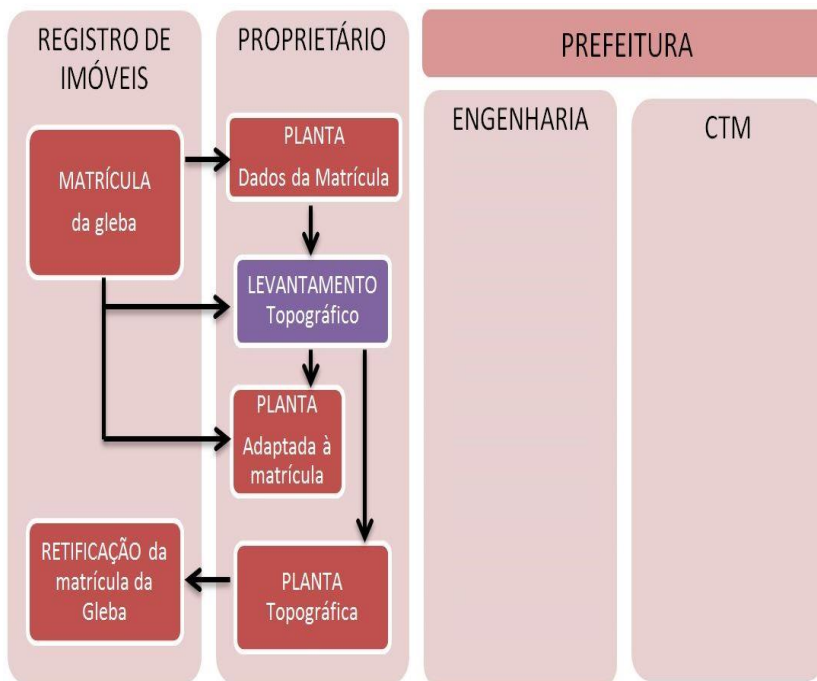 REGISTRO DE
IMÓVEIS
PROPRIETÁRIO
PREFEITURA
ENGENHARIA
CTM
MATRÍCULA
da gleba
PLANTA
Dados da Matrícula
LEVANTAMENTO
Topográfico
PLANTA
Adaptada à
matrícula
RETIFICAÇÃO da
matrícula da
Gleba
PLANTA
Topográfica